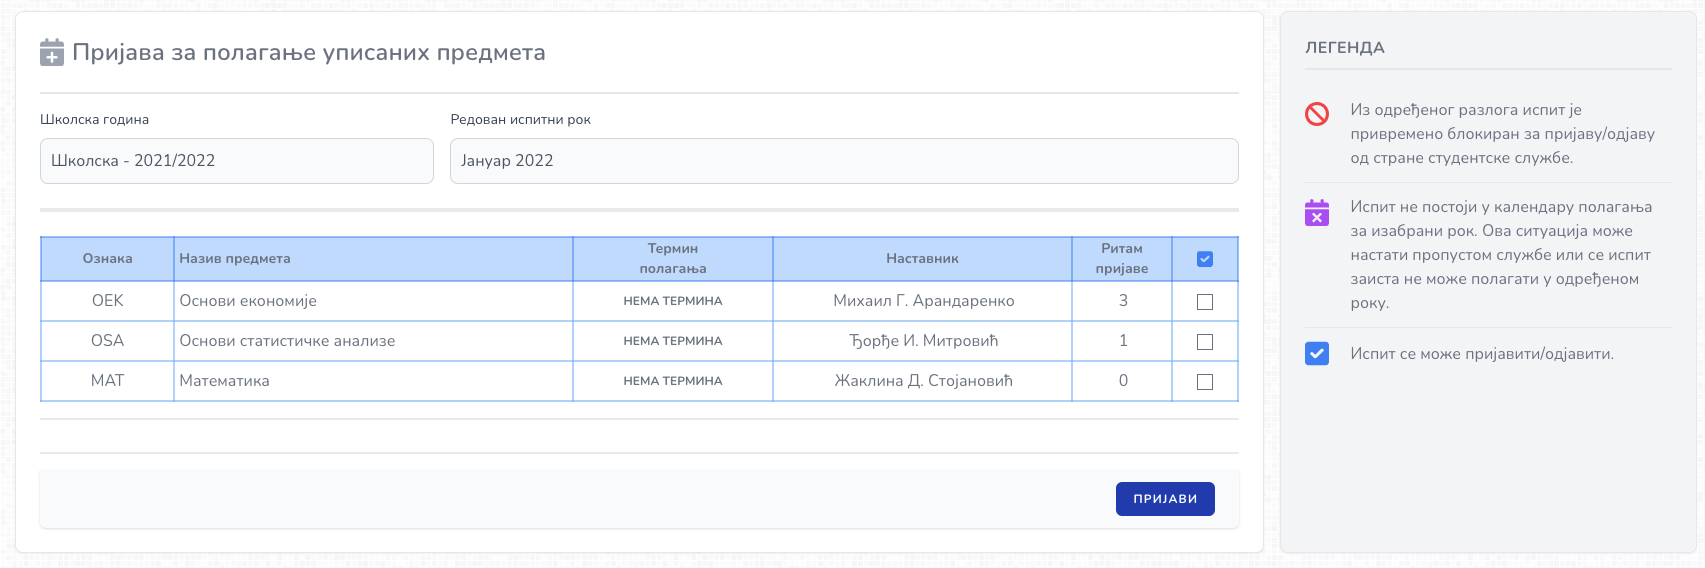 Пријава за полагање уписаних предмета
Школска година
Редован испитни рок
Школска - 2021/2022
Јануар 2022
Ознака
Назив предмета
Термин
полагања
Наставник
Ритам
пријаве
OEK
Основи економије
НЕМА ТЕРМИНА
Михаил Г. Арандаренко
3
OSA
Основи статистичке анализе
НЕМА ТЕРМИНА
Ђорђе И. Митровић
1
MAT
Математика
НЕМА ТЕРМИНА
Жаклина Д. Стојановић
0
ПРИЈАВИ
ЛЕГЕНДА
Из одређеног разлога испит је
привремено блокиран за пријаву/одјаву
од стране студентске службе.
Испит не постоји у календару полагања
за изабрани рок. Ова ситуација може
настати пропустом службе или се испит
заиста не може полагати у одређеном
року.
Испит се може пријавити/одјавити.